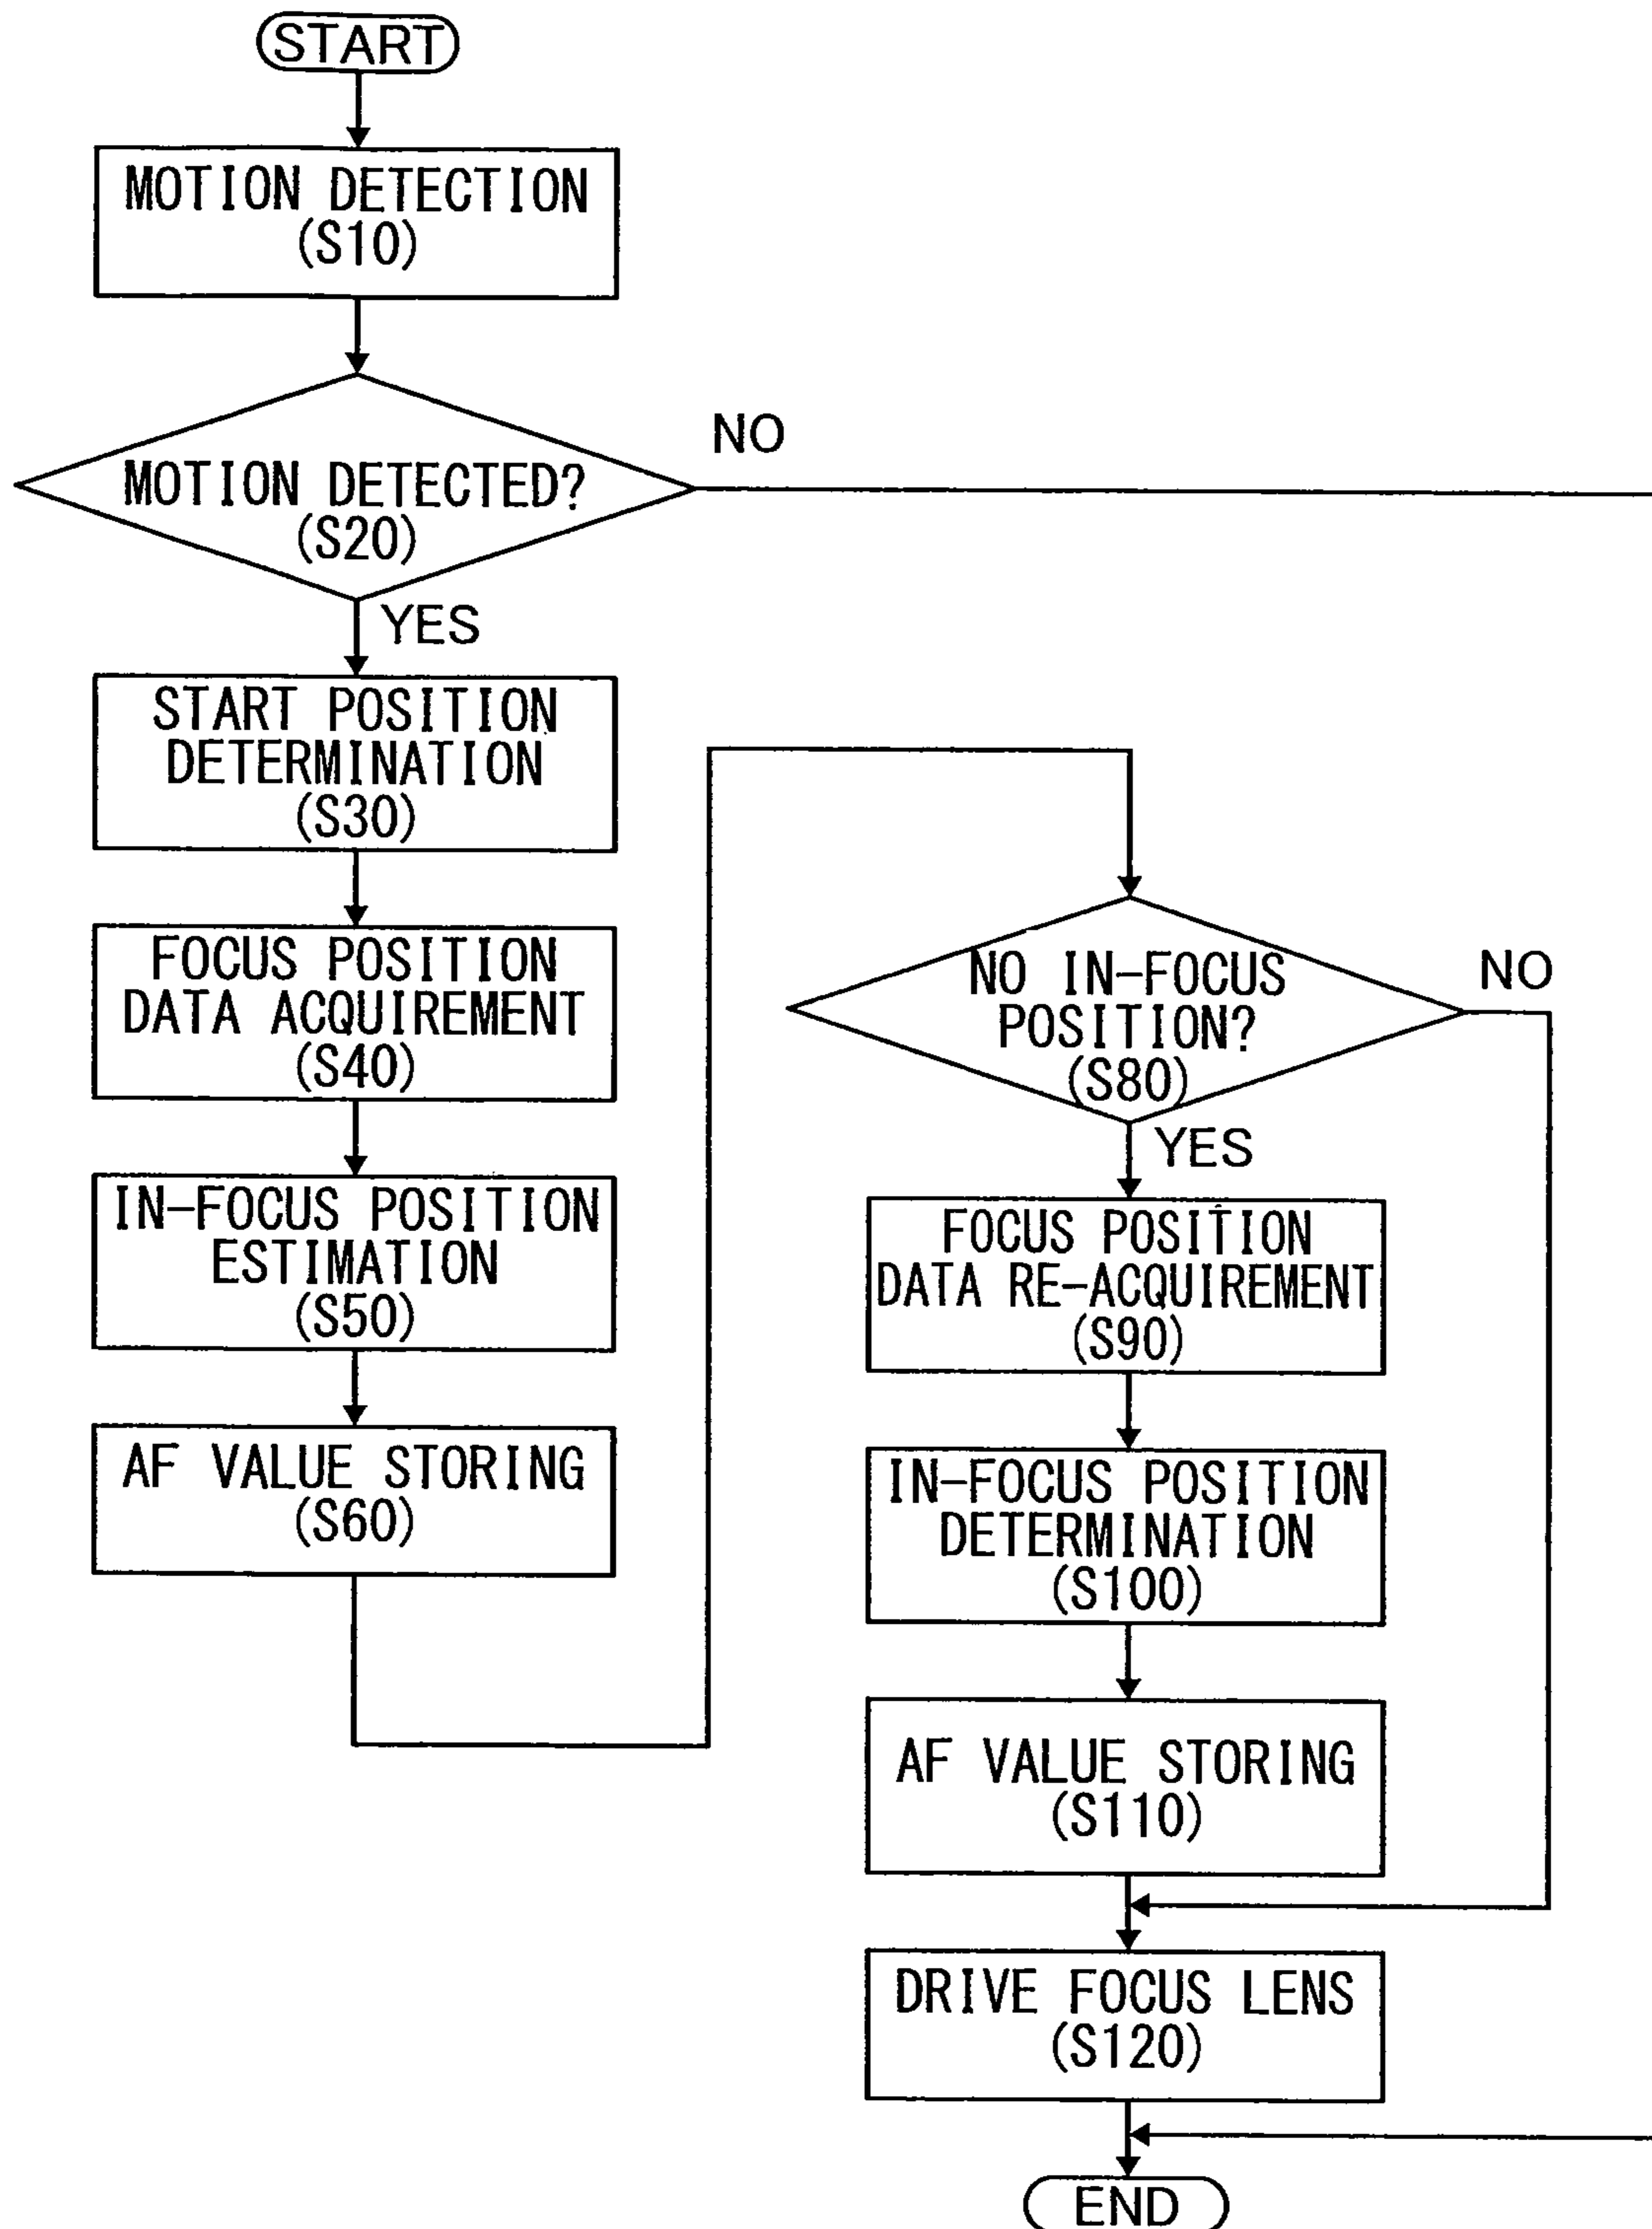 START
MOTION DETECTION
(S10)
MOTION DETECTED?
(S20)
NO
YES
START POSITION
DETERMINATION
(S30)
FOCUS POSITION
DATA ACQUIREMENT
(S40)
IN-FOCUS POSITION
ESTIMATION
(S50)
AF VALUE STORING
(S60)
NO IN-FOCUS
POSITION?
(S80)
NO
YES
FOCUS POSITION
DATA RE-ACQUIREMENT
(S90)
IN-FOCUS POSITION
DETERMINATION
(S100)
AF VALUE STORING
(S110)
DRIVE FOCUS LENS
(S120)
END